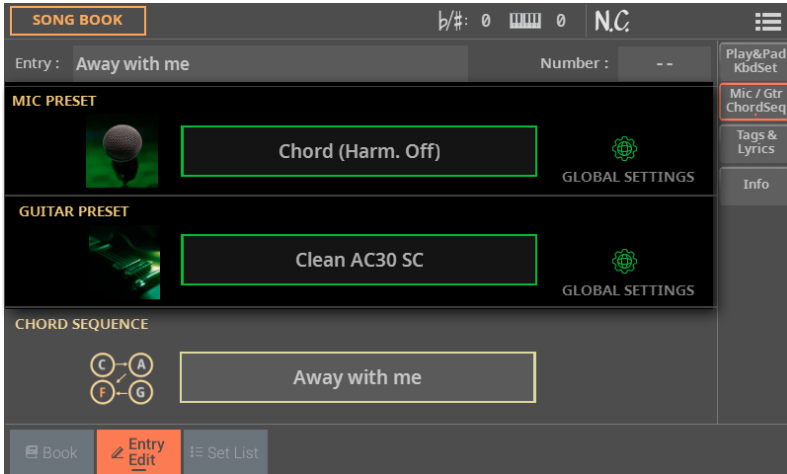 SONG BOOK
♭/#: 0 0 N.C.
Entry : Away with me Number : --
Play&Pad
KbdSet
MIC PRESET
Mic / Gtr
ChordSeq
Chord (Harm. Off)
GLOBAL SETTINGS
Tags &
Lyrics
Info
GUITAR PRESET
Clean AC30 SC
GLOBAL SETTINGS
CHORD SEQUENCE
C A
F G
Away with me
Book
Entry
Edit
Set List